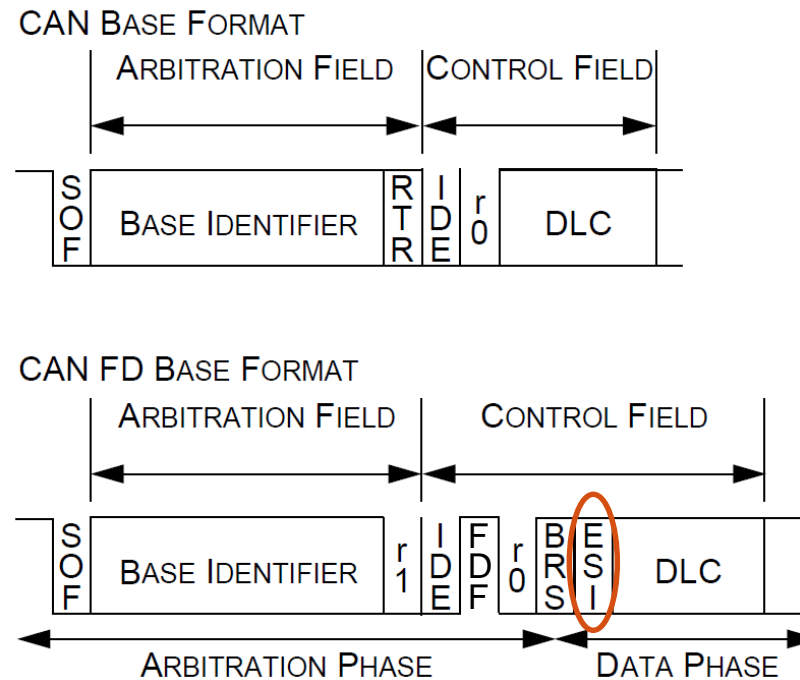 CAN BASE FORMAT
ARBITRATION FIELD CONTROL FIELD
SOF BASE IDENTIFIER RTR IDE r0 DLC
CAN FD BASE FORMAT
ARBITRATION FIELD CONTROL FIELD
SOF BASE IDENTIFIER r1 IDE FDF r0 BRS ESI DLC
ARBITRATION PHASE DATA PHASE